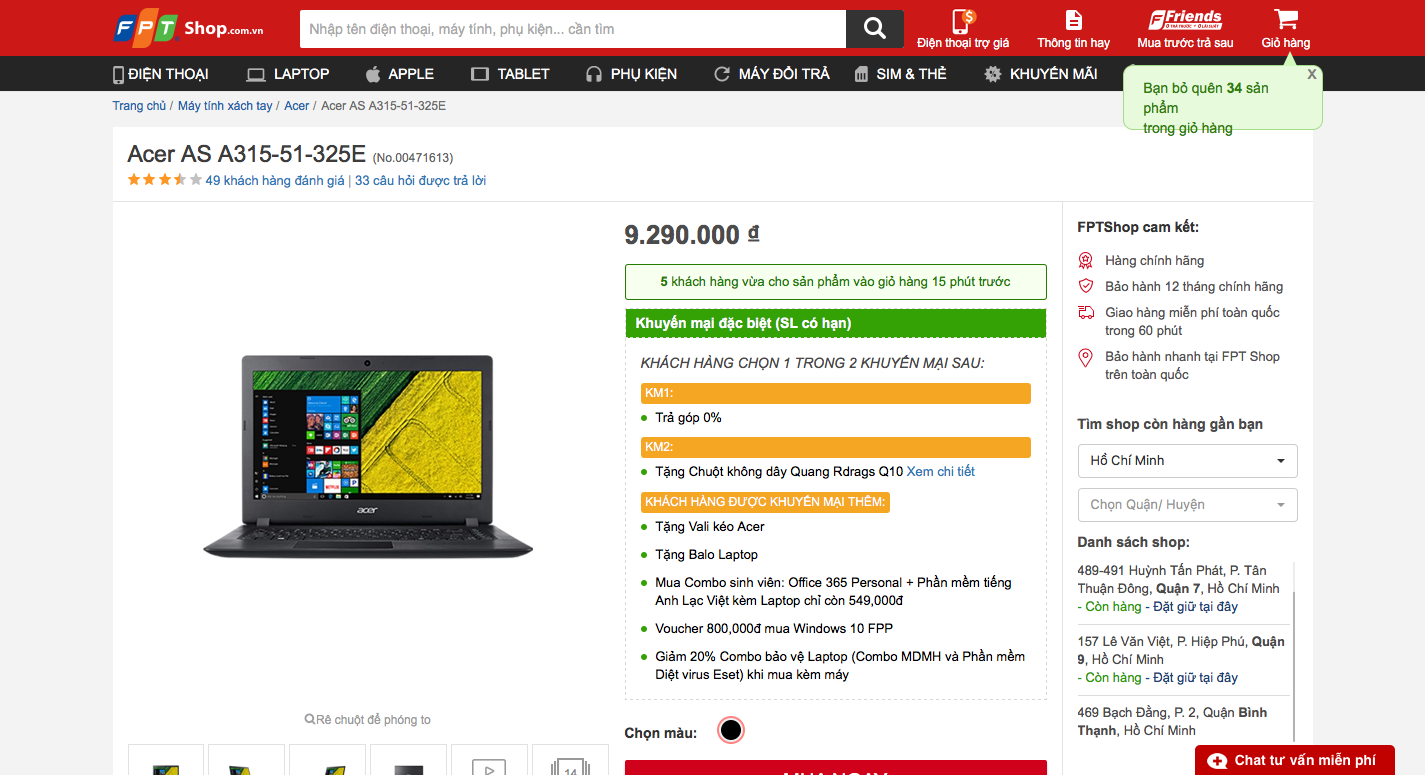 FPT Shop.com.vn
Nhập tên điện thoại, máy tính, phụ kiện... cần tìm
Điện thoại trợ giá
Thông tin hay
F.Friends
Mua trước trả sau
Giỏ hàng
ĐIỆN THOẠI
LAPTOP
APPLE
TABLET
PHỤ KIỆN
MÁY ĐỔI TRẢ
SIM & THẺ
KHUYẾN MÃI
X
Bạn bỏ quên 34 sản
phẩm
trong giỏ hàng
Trang chủ / Máy tính xách tay / Acer / Acer AS A315-51-325E
Acer AS A315-51-325E (No.00471613)
49 khách hàng đánh giá | 33 câu hỏi được trả lời
acer
Rê chuột để phóng to
14
9.290.000 ₫
5 khách hàng vừa cho sản phẩm vào giỏ hàng 15 phút trước
Khuyến mại đặc biệt (SL có hạn)
KHÁCH HÀNG CHỌN 1 TRONG 2 KHUYẾN MẠI SAU:
KM1:
Trả góp 0%
KM2:
Tặng Chuột không dây Quang Rdrags Q10 Xem chi tiết
KHÁCH HÀNG ĐƯỢC KHUYẾN MẠI THÊM:
Tặng Vali kéo Acer
Tặng Balo Laptop
Mua Combo sinh viên: Office 365 Personal + Phần mềm tiếng
Anh Lạc Việt kèm Laptop chỉ còn 549,000đ
Voucher 800,000đ mua Windows 10 FPP
Giảm 20% Combo bảo vệ Laptop (Combo MDMH và Phần mềm
Diệt virus Eset) khi mua kèm máy
Chọn màu:
MUA NGAY
FPTShop cam kết:
Hàng chính hãng
Bảo hành 12 tháng chính hãng
Giao hàng miễn phí toàn quốc
trong 60 phút
Bảo hành nhanh tại FPT Shop
trên toàn quốc
Tìm shop còn hàng gần bạn
Hồ Chí Minh
Chọn Quận/ Huyện
Danh sách shop:
489-491 Huỳnh Tấn Phát, P. Tân
Thuận Đông, Quận 7, Hồ Chí Minh
- Còn hàng - Đặt giữ tại đây
157 Lê Văn Việt, P. Hiệp Phú, Quận
9, Hồ Chí Minh
- Còn hàng - Đặt giữ tại đây
469 Bạch Đằng, P. 2, Quận Bình
Thạnh, Hồ Chí Minh
Chat tư vấn miễn phí